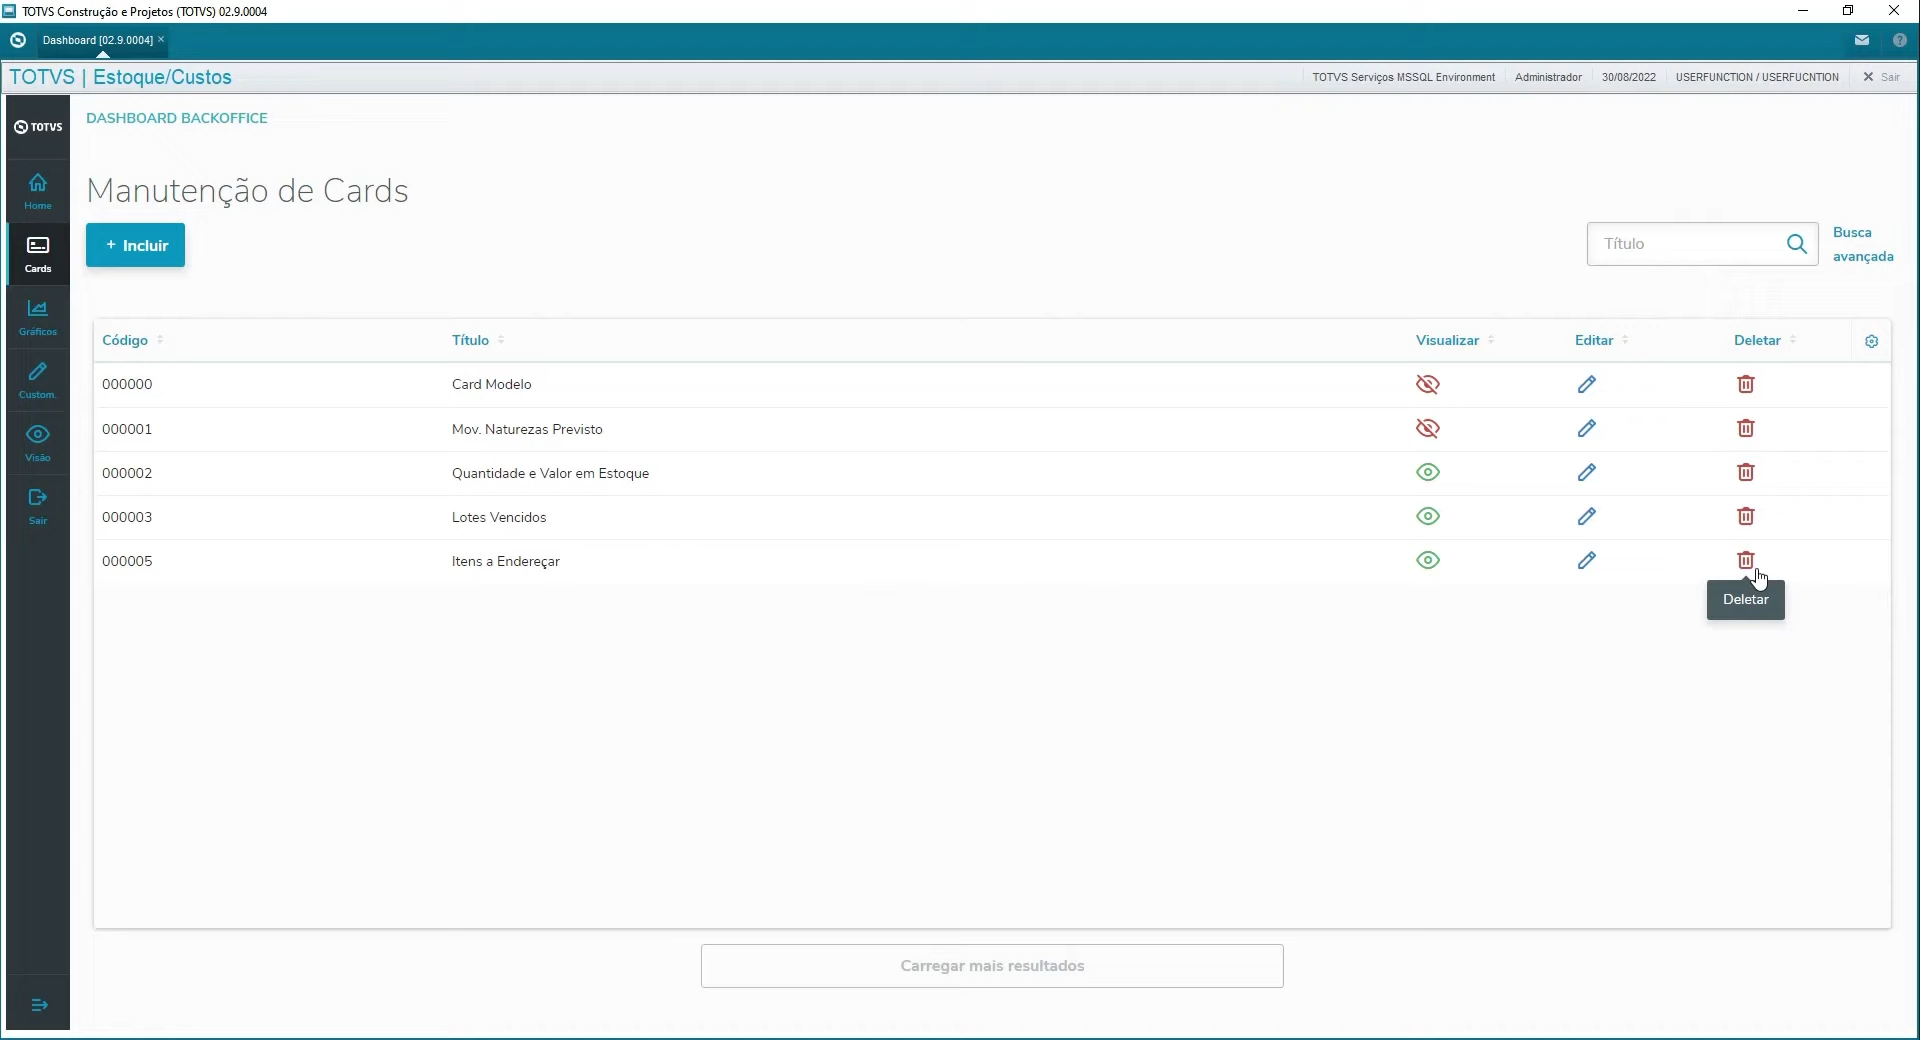 TOTVS Construção e Projetos (TOTVS) 02.9.0004
Dashboard [02.9.0004]
TOTVS | Estoque/Custos
TOTVS Serviços MSSQL Environment Administrador 30/08/2022 USERFUNCTION / USERFUCNTION Sair
TOTVS
DASHBOARD BACKOFFICE
Home
Cards
Gráficos
Custom.
Visão
Sair
Manutenção de Cards
+ Incluir
Título
Busca
avançada
Código Título Visualizar Editar Deletar
000000 Card Modelo
000001 Mov. Naturezas Previsto
000002 Quantidade e Valor em Estoque
000003 Lotes Vencidos
000005 Itens a Endereçar
Deletar
Carregar mais resultados